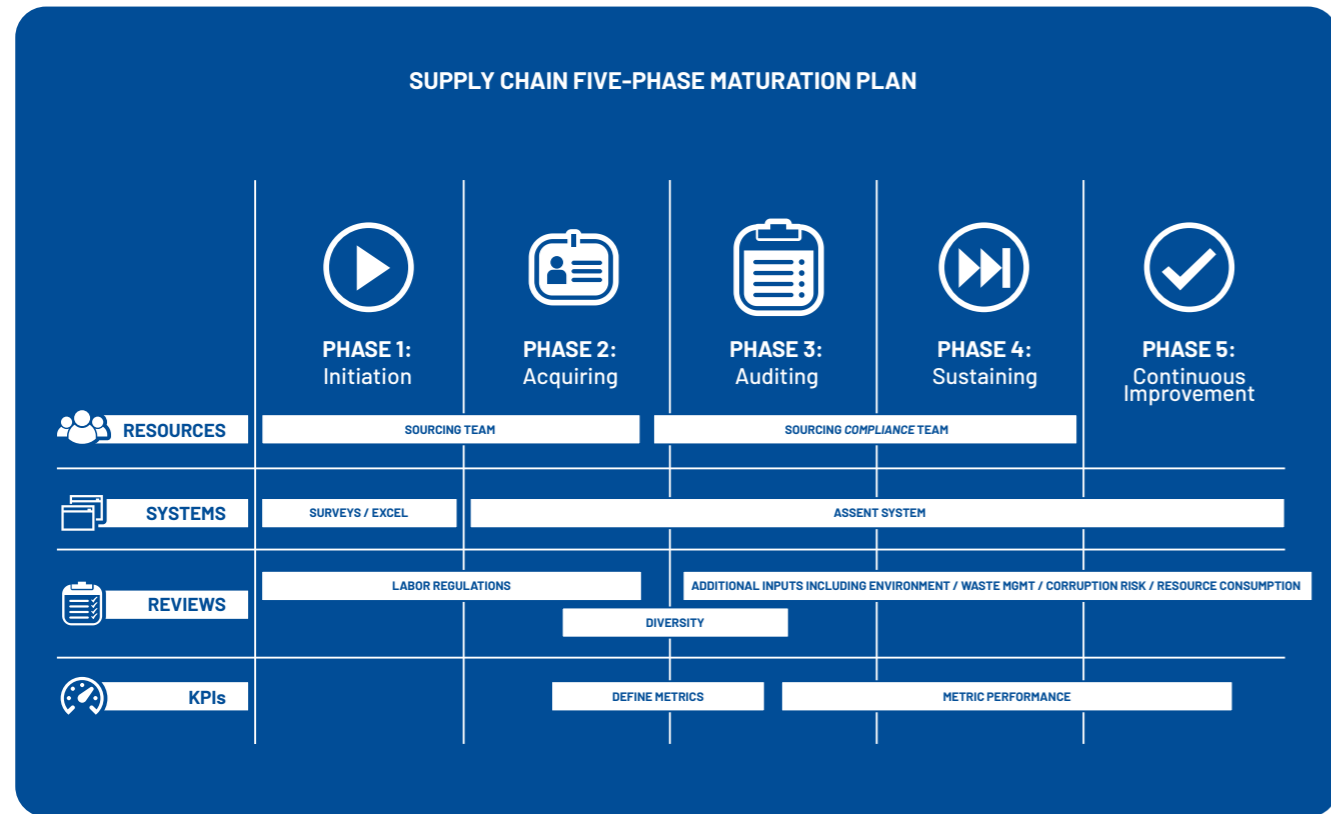 SUPPLY CHAIN FIVE-PHASE MATURATION PLAN
PHASE 1:
Initiation
PHASE 2:
Acquiring
PHASE 3:
Auditing
PHASE 4:
Sustaining
PHASE 5:
Continuous
Improvement
RESOURCES
SOURCING TEAM
SOURCING COMPLIANCE TEAM
SYSTEMS
SURVEYS / EXCEL
ASSENT SYSTEM
REVIEWS
LABOR REGULATIONS
ADDITIONAL INPUTS INCLUDING ENVIRONMENT / WASTE MGMT / CORRUPTION RISK / RESOURCE CONSUMPTION
DIVERSITY
KPIs
DEFINE METRICS
METRIC PERFORMANCE